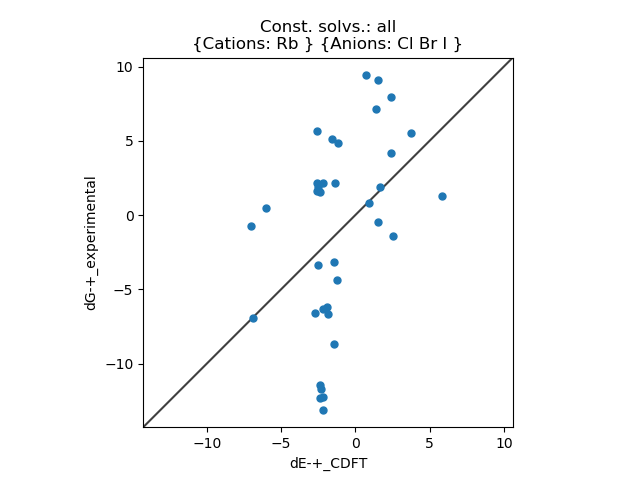 Const. solvs.: all
{Cations: Rb } {Anions: Cl Br I }
10
5
0
−5
−10
dG-+_experimental
−10 −5 0 5 10
dE-+_CDFT